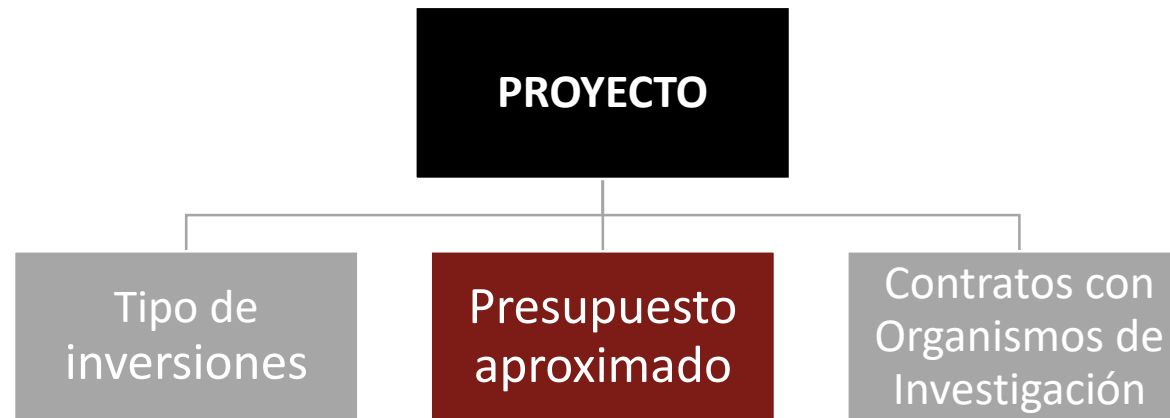 PROYECTO
Tipo de
inversiones
Presupuesto
aproximado
Contratos con
Organismos de
Investigación